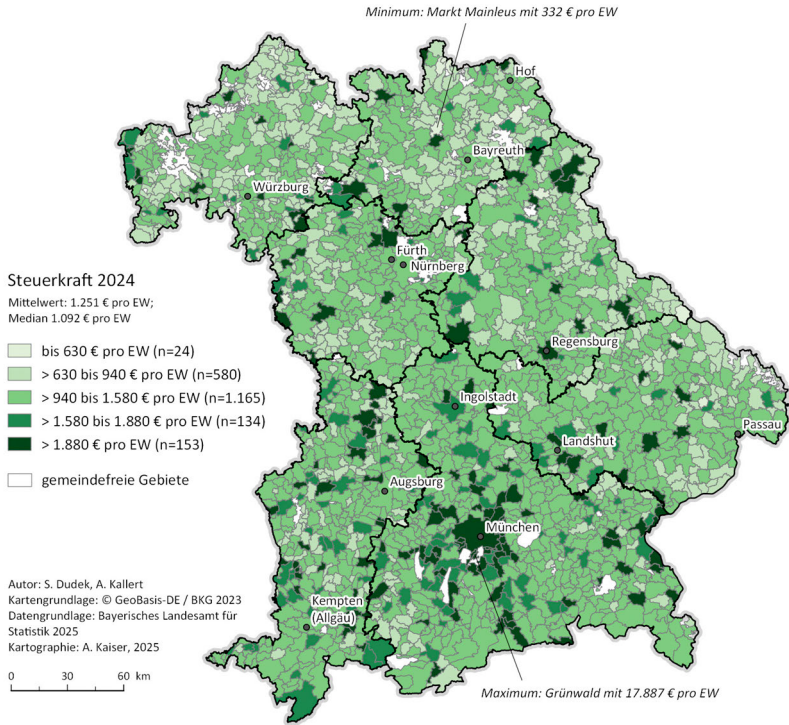 Minimum: Markt Mainleus mit 332 € pro EW
Hof
Bayreuth
Würzburg
Fürth
Nürnberg
Steuerkraft 2024
Mittelwert: 1.251 € pro EW;
Median 1.092 € pro EW
bis 630 € pro EW (n=24)
> 630 bis 940 € pro EW (n=580)
> 940 bis 1.580 € pro EW (n=1.165)
> 1.580 bis 1.880 € pro EW (n=134)
> 1.880 € pro EW (n=153)
gemeindefreie Gebiete
Regensburg
Ingolstadt
Landshut
Passau
Augsburg
München
Kempten
(Allgäu)
Autor: S. Dudek, A. Kallert
Kartengrundlage: © GeoBasis-DE / BKG 2023
Datengrundlage: Bayerisches Landesamt für
Statistik 2025
Kartographie: A. Kaiser, 2025
0 30 60 km
Maximum: Grünwald mit 17.887 € pro EW